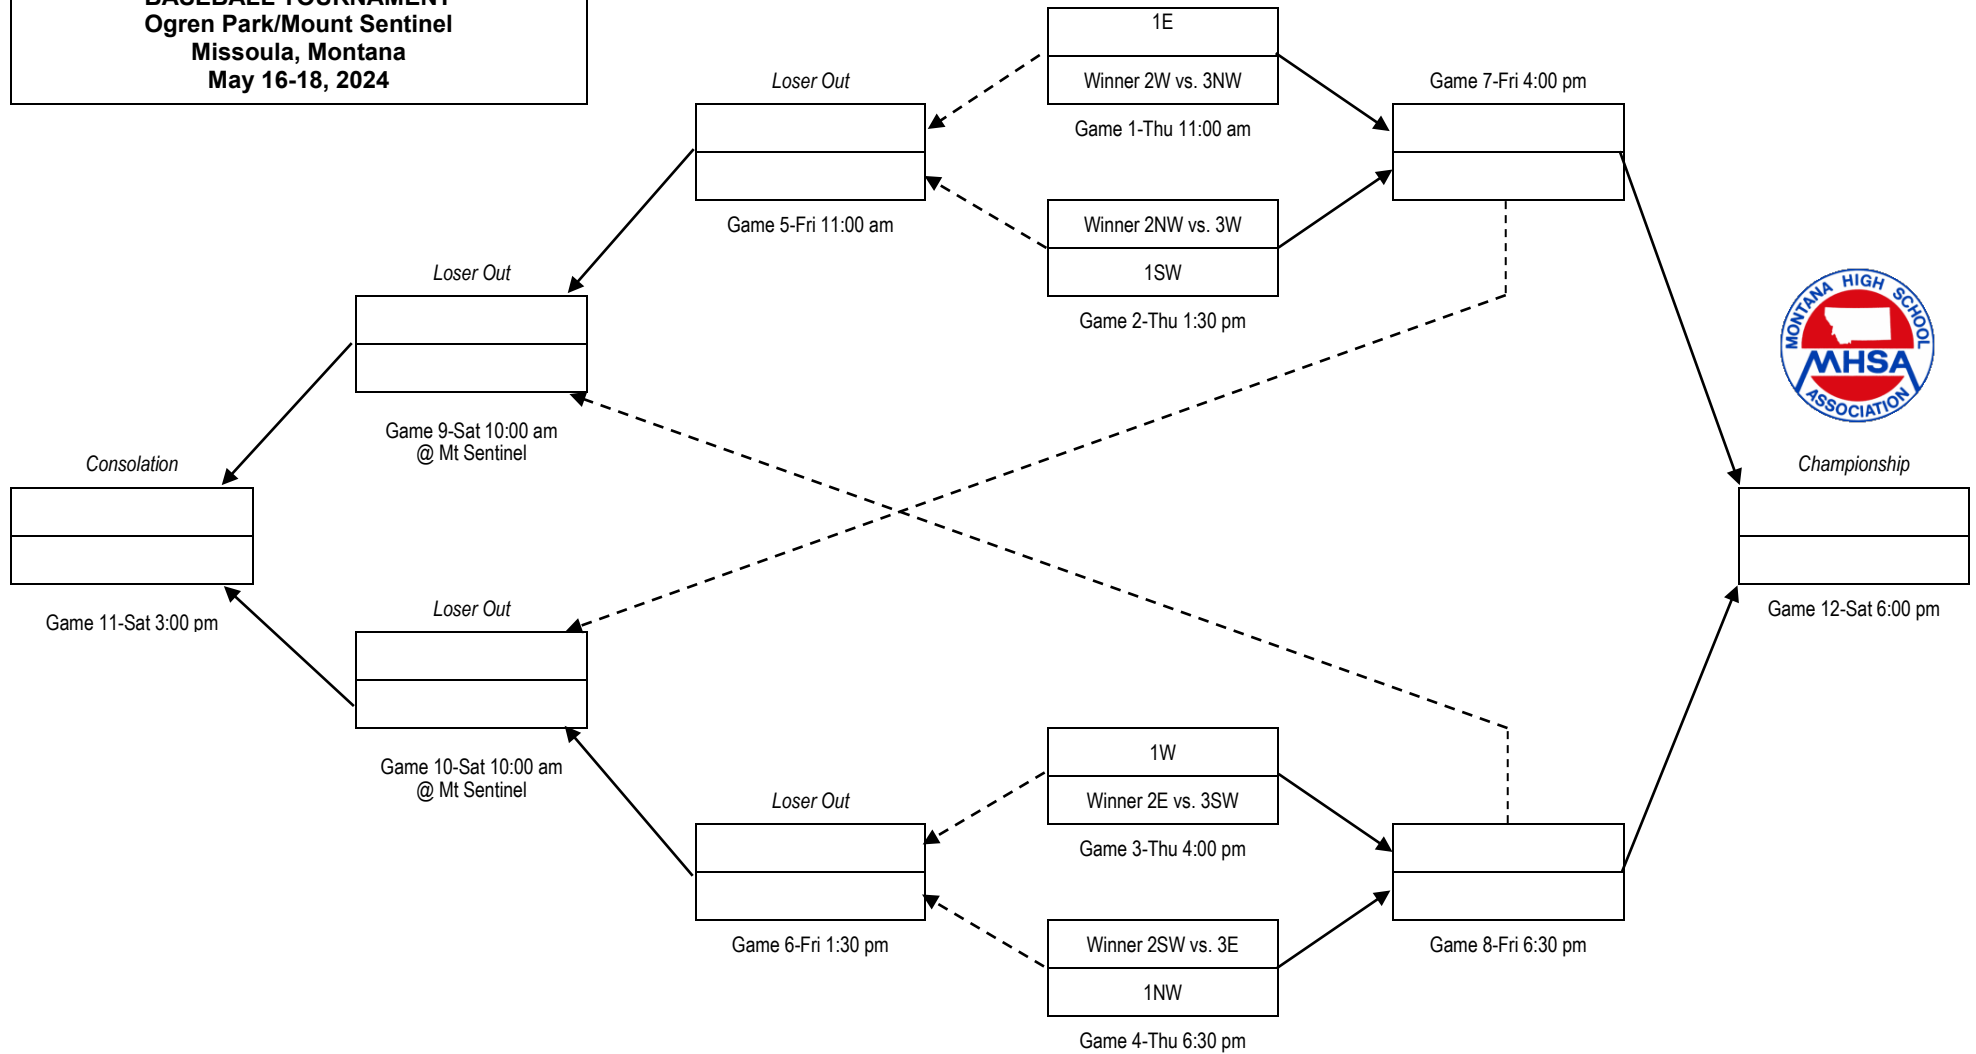 BASEBALL TOURNAMENT
Ogren Park/Mount Sentinel
Missoula, Montana
May 16-18, 2024
1E
Winner 2W vs. 3NW
Game 1-Thu 11:00 am
Loser Out
Game 5-Fri 11:00 am
Game 7-Fri 4:00 pm
Winner 2NW vs. 3W
1SW
Game 2-Thu 1:30 pm
Loser Out
Game 9-Sat 10:00 am
@ Mt Sentinel
MONTANA HIGH SCHOOL
MHSA
ASSOCIATION
Consolation
Game 11-Sat 3:00 pm
Championship
Game 12-Sat 6:00 pm
Loser Out
Game 10-Sat 10:00 am
@ Mt Sentinel
1W
Winner 2E vs. 3SW
Game 3-Thu 4:00 pm
Loser Out
Game 6-Fri 1:30 pm
Winner 2SW vs. 3E
1NW
Game 4-Thu 6:30 pm
Game 8-Fri 6:30 pm